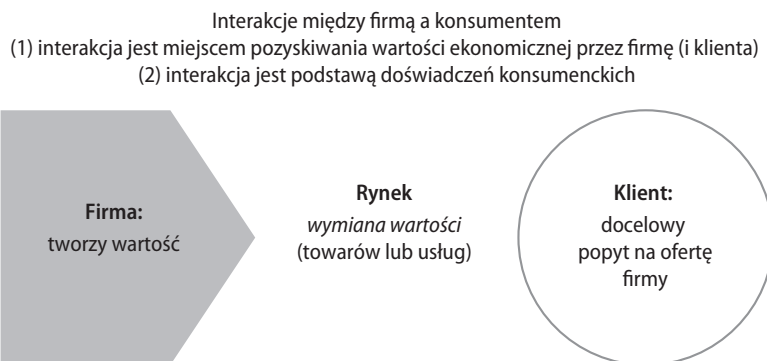 Interakcje między firmą a konsumentem
(1) interakcja jest miejscem pozyskiwania wartości ekonomicznej przez firmę (i klienta)
(2) interakcja jest podstawą doświadczeń konsumenckich
Firma:
tworzy wartość
Rynek
wymiana wartości
(towarów lub usług)
Klient:
docelowy
popyt na ofertę
firmy